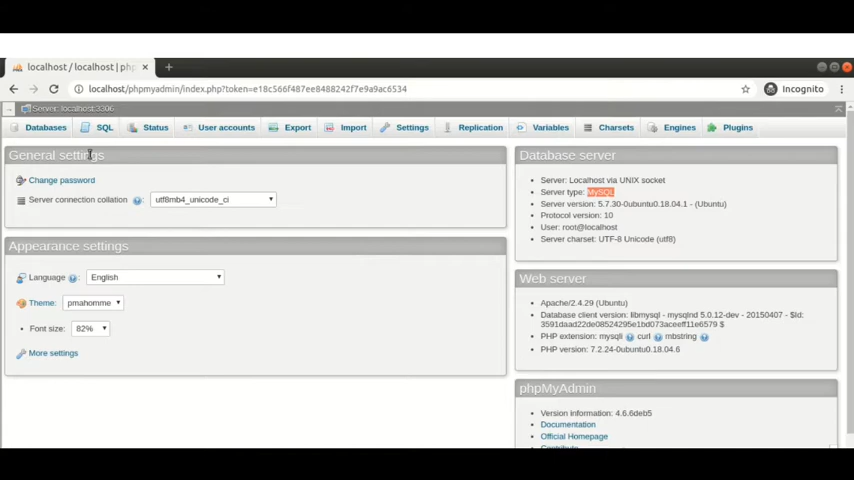 localhost / localhost | php
localhost/phpmyadmin/index.php?token=e18c566f487ee8488242f7e9a9ac6534
Incognito
Server: localhost:3306
Databases SQL Status User accounts Export Import Settings Replication Variables Charsets Engines Plugins
General settings
Change password
Server connection collation : utf8mb4_unicode_ci
Appearance settings
Language : English
Theme: pmahomme
• Font size: 82%
More settings
Database server
• Server: Localhost via UNIX socket
• Server type: MySQL
• Server version: 5.7.30-0ubuntu0.18.04.1 - (Ubuntu)
• Protocol version: 10
• User: root@localhost
• Server charset: UTF-8 Unicode (utf8)
Web server
• Apache/2.4.29 (Ubuntu)
• Database client version: libmysql - mysqlnd 5.0.12-dev - 20150407 - $Id:
3591daad22de08524295e1bd073aceeff11e6579 $
• PHP extension: mysqli curl mbstring
• PHP version: 7.2.24-0ubuntu0.18.04.6
phpMyAdmin
• Version information: 4.6.6deb5
• Documentation
• Official Homepage